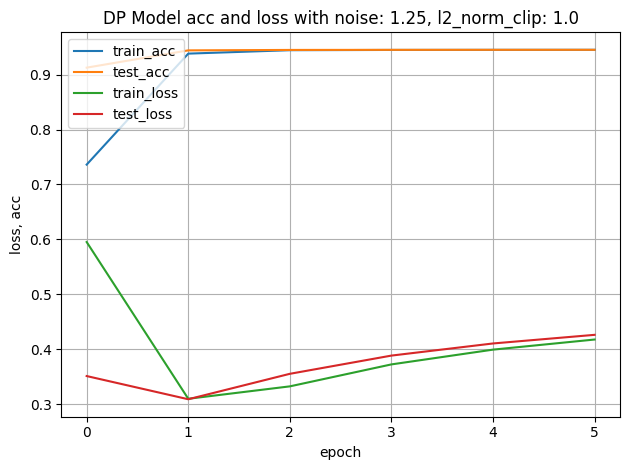 DP Model acc and loss with noise: 1.25, l2_norm_clip: 1.0
train_acc
test_acc
train_loss
test_loss
0.9
0.8
0.7
0.6
0.5
0.4
0.3
loss, acc
0 1 2 3 4 5
epoch